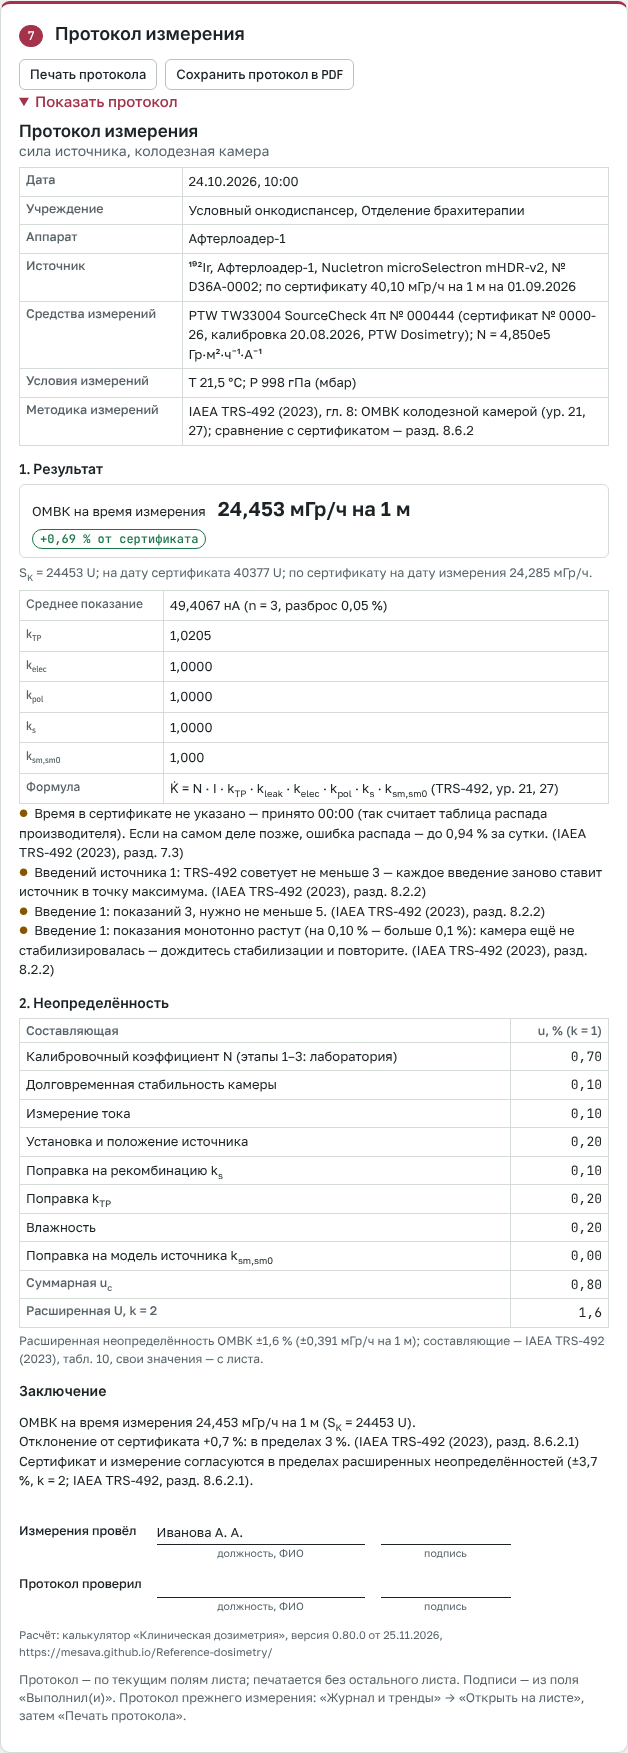 7 Протокол измерения
Печать протокола Сохранить протокол в PDF
▼ Показать протокол
Протокол измерения
сила источника, колодезная камера
Дата 24.10.2026, 10:00
Учреждение Условный онкодиспансер, Отделение брахитерапии
Аппарат Афтерлоадер-1
Источник ¹⁹²Ir, Афтерлоадер-1, Nucletron microSelectron mHDR-v2, №
D36A-0002; по сертификату 40,10 мГр/ч на 1 м на 01.09.2026
Средства измерений PTW TW33004 SourceCheck 4π № 000444 (сертификат № 0000-
26, калибровка 20.08.2026, PTW Dosimetry); N = 4,850e5
Гр·м²·ч⁻¹·А⁻¹
Условия измерений T 21,5 °C; P 998 гПа (мбар)
Методика измерений IAEA TRS-492 (2023), гл. 8: ОМВК колодезной камерой (ур. 21,
27); сравнение с сертификатом — разд. 8.6.2
1. Результат
ОМВК на время измерения 24,453 мГр/ч на 1 м
+0,69 % от сертификата
S_K = 24453 U; на дату сертификата 40377 U; по сертификату на дату измерения 24,285 мГр/ч.
Среднее показание 49,4067 нА (n = 3, разброс 0,05 %)
k_TP 1,0205
k_elec 1,0000
k_pol 1,0000
k_s 1,0000
k_sm,sm0 1,000
Формула K̇ = N · I · k_TP · k_leak · k_elec · k_pol · k_s · k_sm,sm0 (TRS-492, ур. 21, 27)
● Время в сертификате не указано — принято 00:00 (так считает таблица распада
производителя). Если на самом деле позже, ошибка распада — до 0,94 % за сутки. (IAEA
TRS-492 (2023), разд. 7.3)
● Введений источника 1: TRS-492 советует не меньше 3 — каждое введение заново ставит
источник в точку максимума. (IAEA TRS-492 (2023), разд. 8.2.2)
● Введение 1: показаний 3, нужно не меньше 5. (IAEA TRS-492 (2023), разд. 8.2.2)
● Введение 1: показания монотонно растут (на 0,10 % — больше 0,1 %): камера ещё не
стабилизировалась — дождитесь стабилизации и повторите. (IAEA TRS-492 (2023), разд.
8.2.2)
2. Неопределённость
Составляющая u, % (k = 1)
Калибровочный коэффициент N (этапы 1–3: лаборатория) 0,70
Долговременная стабильность камеры 0,10
Измерение тока 0,10
Установка и положение источника 0,20
Поправка на рекомбинацию k_s 0,10
Поправка k_TP 0,20
Влажность 0,20
Поправка на модель источника k_sm,sm0 0,00
Суммарная u_c 0,80
Расширенная U, k = 2 1,6
Расширенная неопределённость ОМВК ±1,6 % (±0,391 мГр/ч на 1 м); составляющие — IAEA TRS-492
(2023), табл. 10, свои значения — с листа.
Заключение
ОМВК на время измерения 24,453 мГр/ч на 1 м (S_K = 24453 U).
Отклонение от сертификата +0,7 %: в пределах 3 %. (IAEA TRS-492 (2023), разд. 8.6.2.1)
Сертификат и измерение согласуются в пределах расширенных неопределённостей (±3,7
%, k = 2; IAEA TRS-492, разд. 8.6.2.1).
Измерения провёл Иванова А. А.
должность, ФИО подпись
Протокол проверил
должность, ФИО подпись
Расчёт: калькулятор «Клиническая дозиметрия», версия 0.80.0 от 25.11.2026,
https://mesava.github.io/Reference-dosimetry/
Протокол — по текущим полям листа; печатается без остального листа. Подписи — из поля
«Выполнил(и)». Протокол прежнего измерения: «Журнал и тренды» → «Открыть на листе»,
затем «Печать протокола».